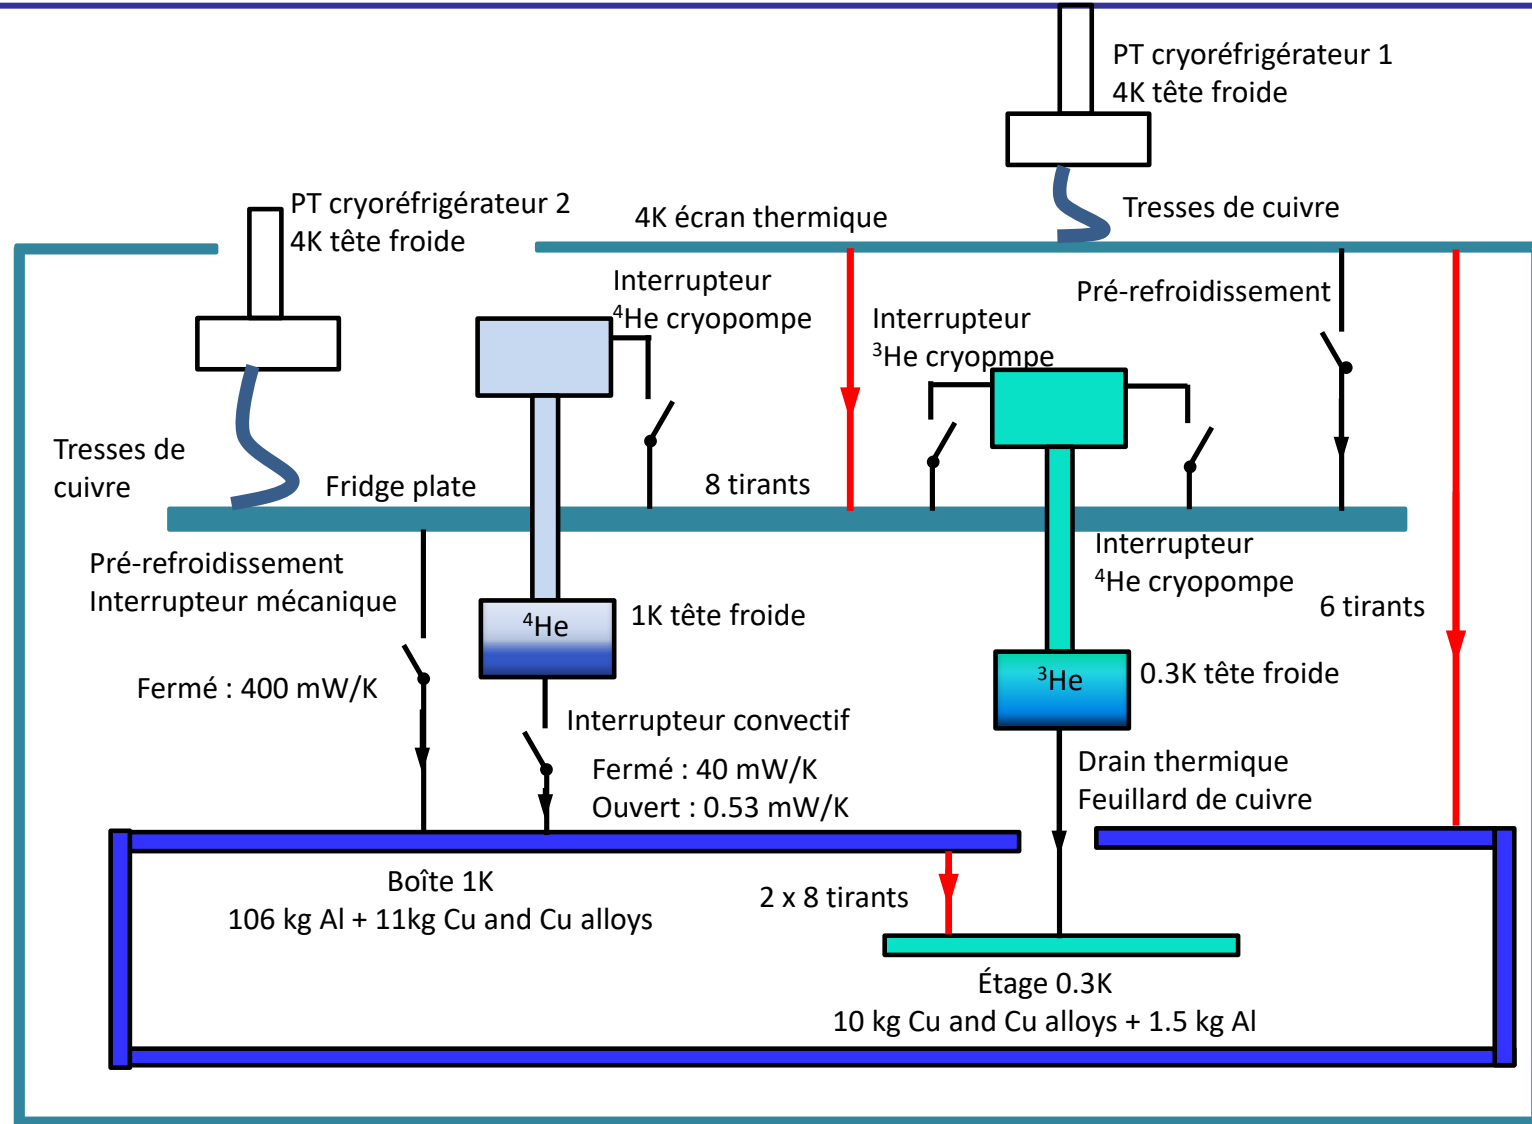 PT cryoréfrigérateur 1
4K tête froide
PT cryoréfrigérateur 2
4K tête froide
4K écran thermique
Tresses de cuivre
Interrupteur
⁴He cryopompe
Interrupteur
³He cryopmpe
Pré-refroidissement
Tresses de
cuivre
Fridge plate
8 tirants
Pré-refroidissement
Interrupteur mécanique
Interrupteur
⁴He cryopompe
⁴He
1K tête froide
6 tirants
³He
0.3K tête froide
Fermé : 400 mW/K
Interrupteur convectif
Fermé : 40 mW/K
Ouvert : 0.53 mW/K
Drain thermique
Feuillard de cuivre
Boîte 1K
106 kg Al + 11kg Cu and Cu alloys
2 x 8 tirants
Étage 0.3K
10 kg Cu and Cu alloys + 1.5 kg Al